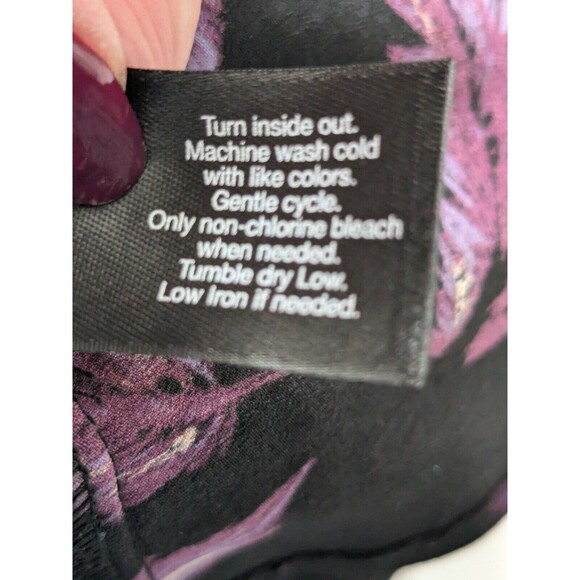 Turn inside out.
Machine wash cold
with like colors.
Gentle cycle.
Only non-chlorine bleach
when needed.
Tumble dry Low.
Low Iron if needed.